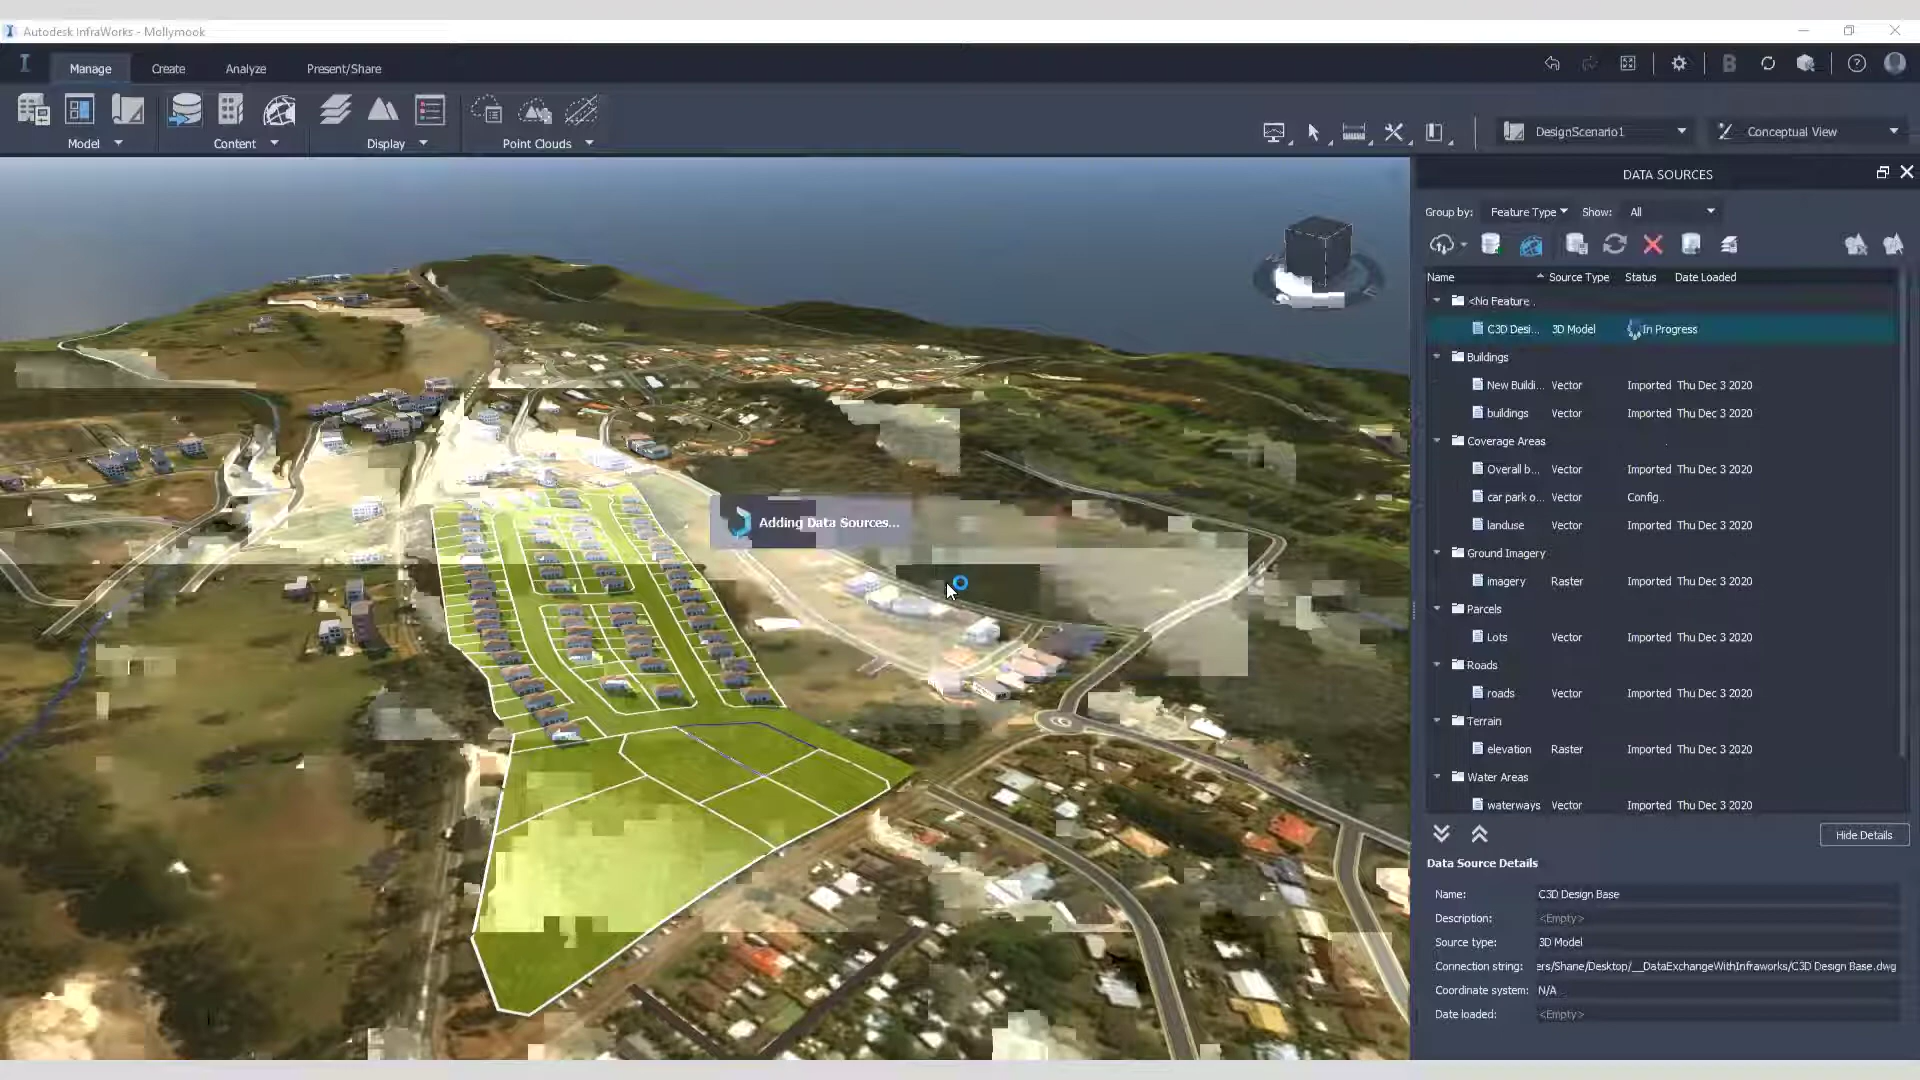 Autodesk InfraWorks - Mollymook
Manage
Create
Analyze
Present/Share
Model
Content
Display
Point Clouds
DesignScenario1
Conceptual View
DATA SOURCES
Group by: Feature Type Show: All
Name Source Type Status Date Loaded
<No Feature .
C3D Desi... 3D Model In Progress
Buildings
New Buildi... Vector Imported Thu Dec 3 2020
buildings Vector Imported Thu Dec 3 2020
Coverage Areas
Overall b... Vector Imported Thu Dec 3 2020
car park o... Vector Config..
landuse Vector Imported Thu Dec 3 2020
Ground Imagery
imagery Raster Imported Thu Dec 3 2020
Parcels
Lots Vector Imported Thu Dec 3 2020
Roads
roads Vector Imported Thu Dec 3 2020
Terrain
elevation Raster Imported Thu Dec 3 2020
Water Areas
waterways Vector Imported Thu Dec 3 2020
Hide Details
Data Source Details
Name: C3D Design Base
Description: <Empty>
Source type: 3D Model
Connection string: ers/Shane/Desktop/__DataExchangeWithInfraworks/C3D Design Base.dwg
Coordinate system: N/A
Date loaded: <Empty>
Adding Data Sources...